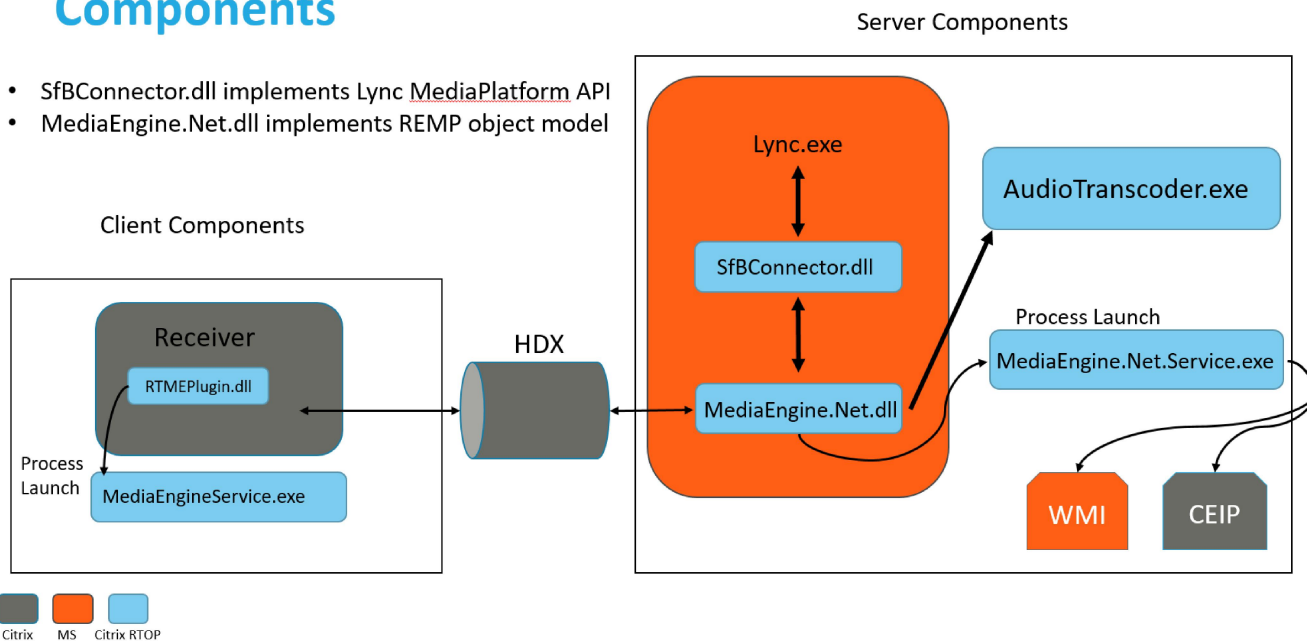 Components
Server Components
• SfBConnector.dll implements Lync MediaPlatform API
• MediaEngine.Net.dll implements REMP object model
Lync.exe
AudioTranscoder.exe
Client Components
SfBConnector.dll
Process Launch
Receiver
HDX
MediaEngine.Net.Service.exe
RTMEPlugin.dll
MediaEngine.Net.dll
Process
Launch
MediaEngineService.exe
WMI
CEIP
Citrix
MS
Citrix RTOP